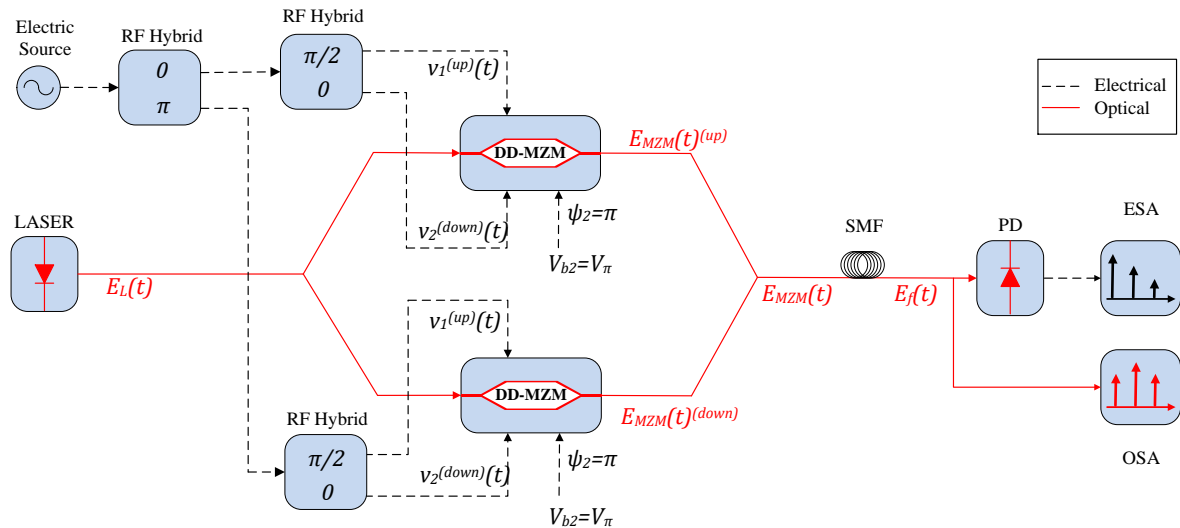 Electric
Source
RF Hybrid
0
π
RF Hybrid
π/2
0
v1(up)(t)
v2(down)(t)
DD-MZM
ψ2=π
Vb2=Vπ
EMZM(t)(up)
Electrical
Optical
LASER
EL(t)
SMF
PD
ESA
EMZM(t)
Ef(t)
v1(up)(t)
DD-MZM
EMZM(t)(down)
RF Hybrid
π/2
0
v2(down)(t)
ψ2=π
Vb2=Vπ
OSA